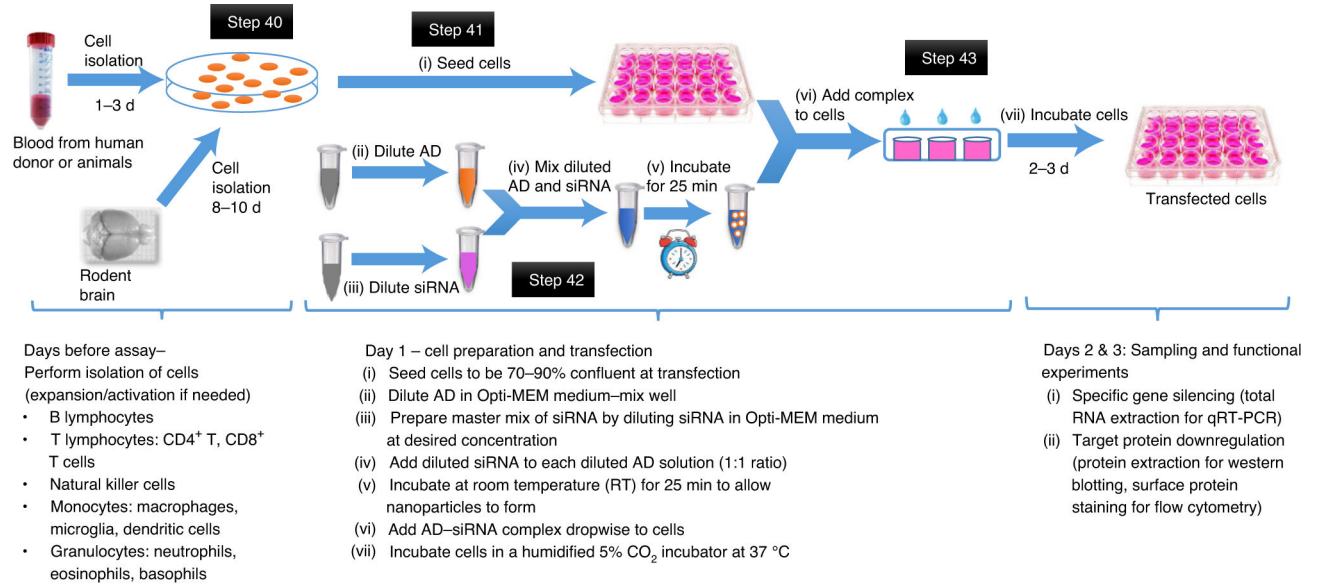 Step 40
Step 41
Step 43
Cell
isolation
1–3 d
Blood from human
donor or animals
Cell
isolation
8–10 d
Rodent
brain
(i) Seed cells
(ii) Dilute AD
(iii) Dilute siRNA
(iv) Mix diluted
AD and siRNA
(v) Incubate
for 25 min
Step 42
(vi) Add complex
to cells
(vii) Incubate cells
2–3 d
Transfected cells
Days before assay–
Perform isolation of cells
(expansion/activation if needed)
• B lymphocytes
• T lymphocytes: CD4⁺ T, CD8⁺
T cells
• Natural killer cells
• Monocytes: macrophages,
microglia, dendritic cells
• Granulocytes: neutrophils,
eosinophils, basophils
Day 1 – cell preparation and transfection
(i) Seed cells to be 70–90% confluent at transfection
(ii) Dilute AD in Opti-MEM medium–mix well
(iii) Prepare master mix of siRNA by diluting siRNA in Opti-MEM medium
at desired concentration
(iv) Add diluted siRNA to each diluted AD solution (1:1 ratio)
(v) Incubate at room temperature (RT) for 25 min to allow
nanoparticles to form
(vi) Add AD–siRNA complex dropwise to cells
(vii) Incubate cells in a humidified 5% CO₂ incubator at 37 °C
Days 2 & 3: Sampling and functional
experiments
(i) Specific gene silencing (total
RNA extraction for qRT-PCR)
(ii) Target protein downregulation
(protein extraction for western
blotting, surface protein
staining for flow cytometry)